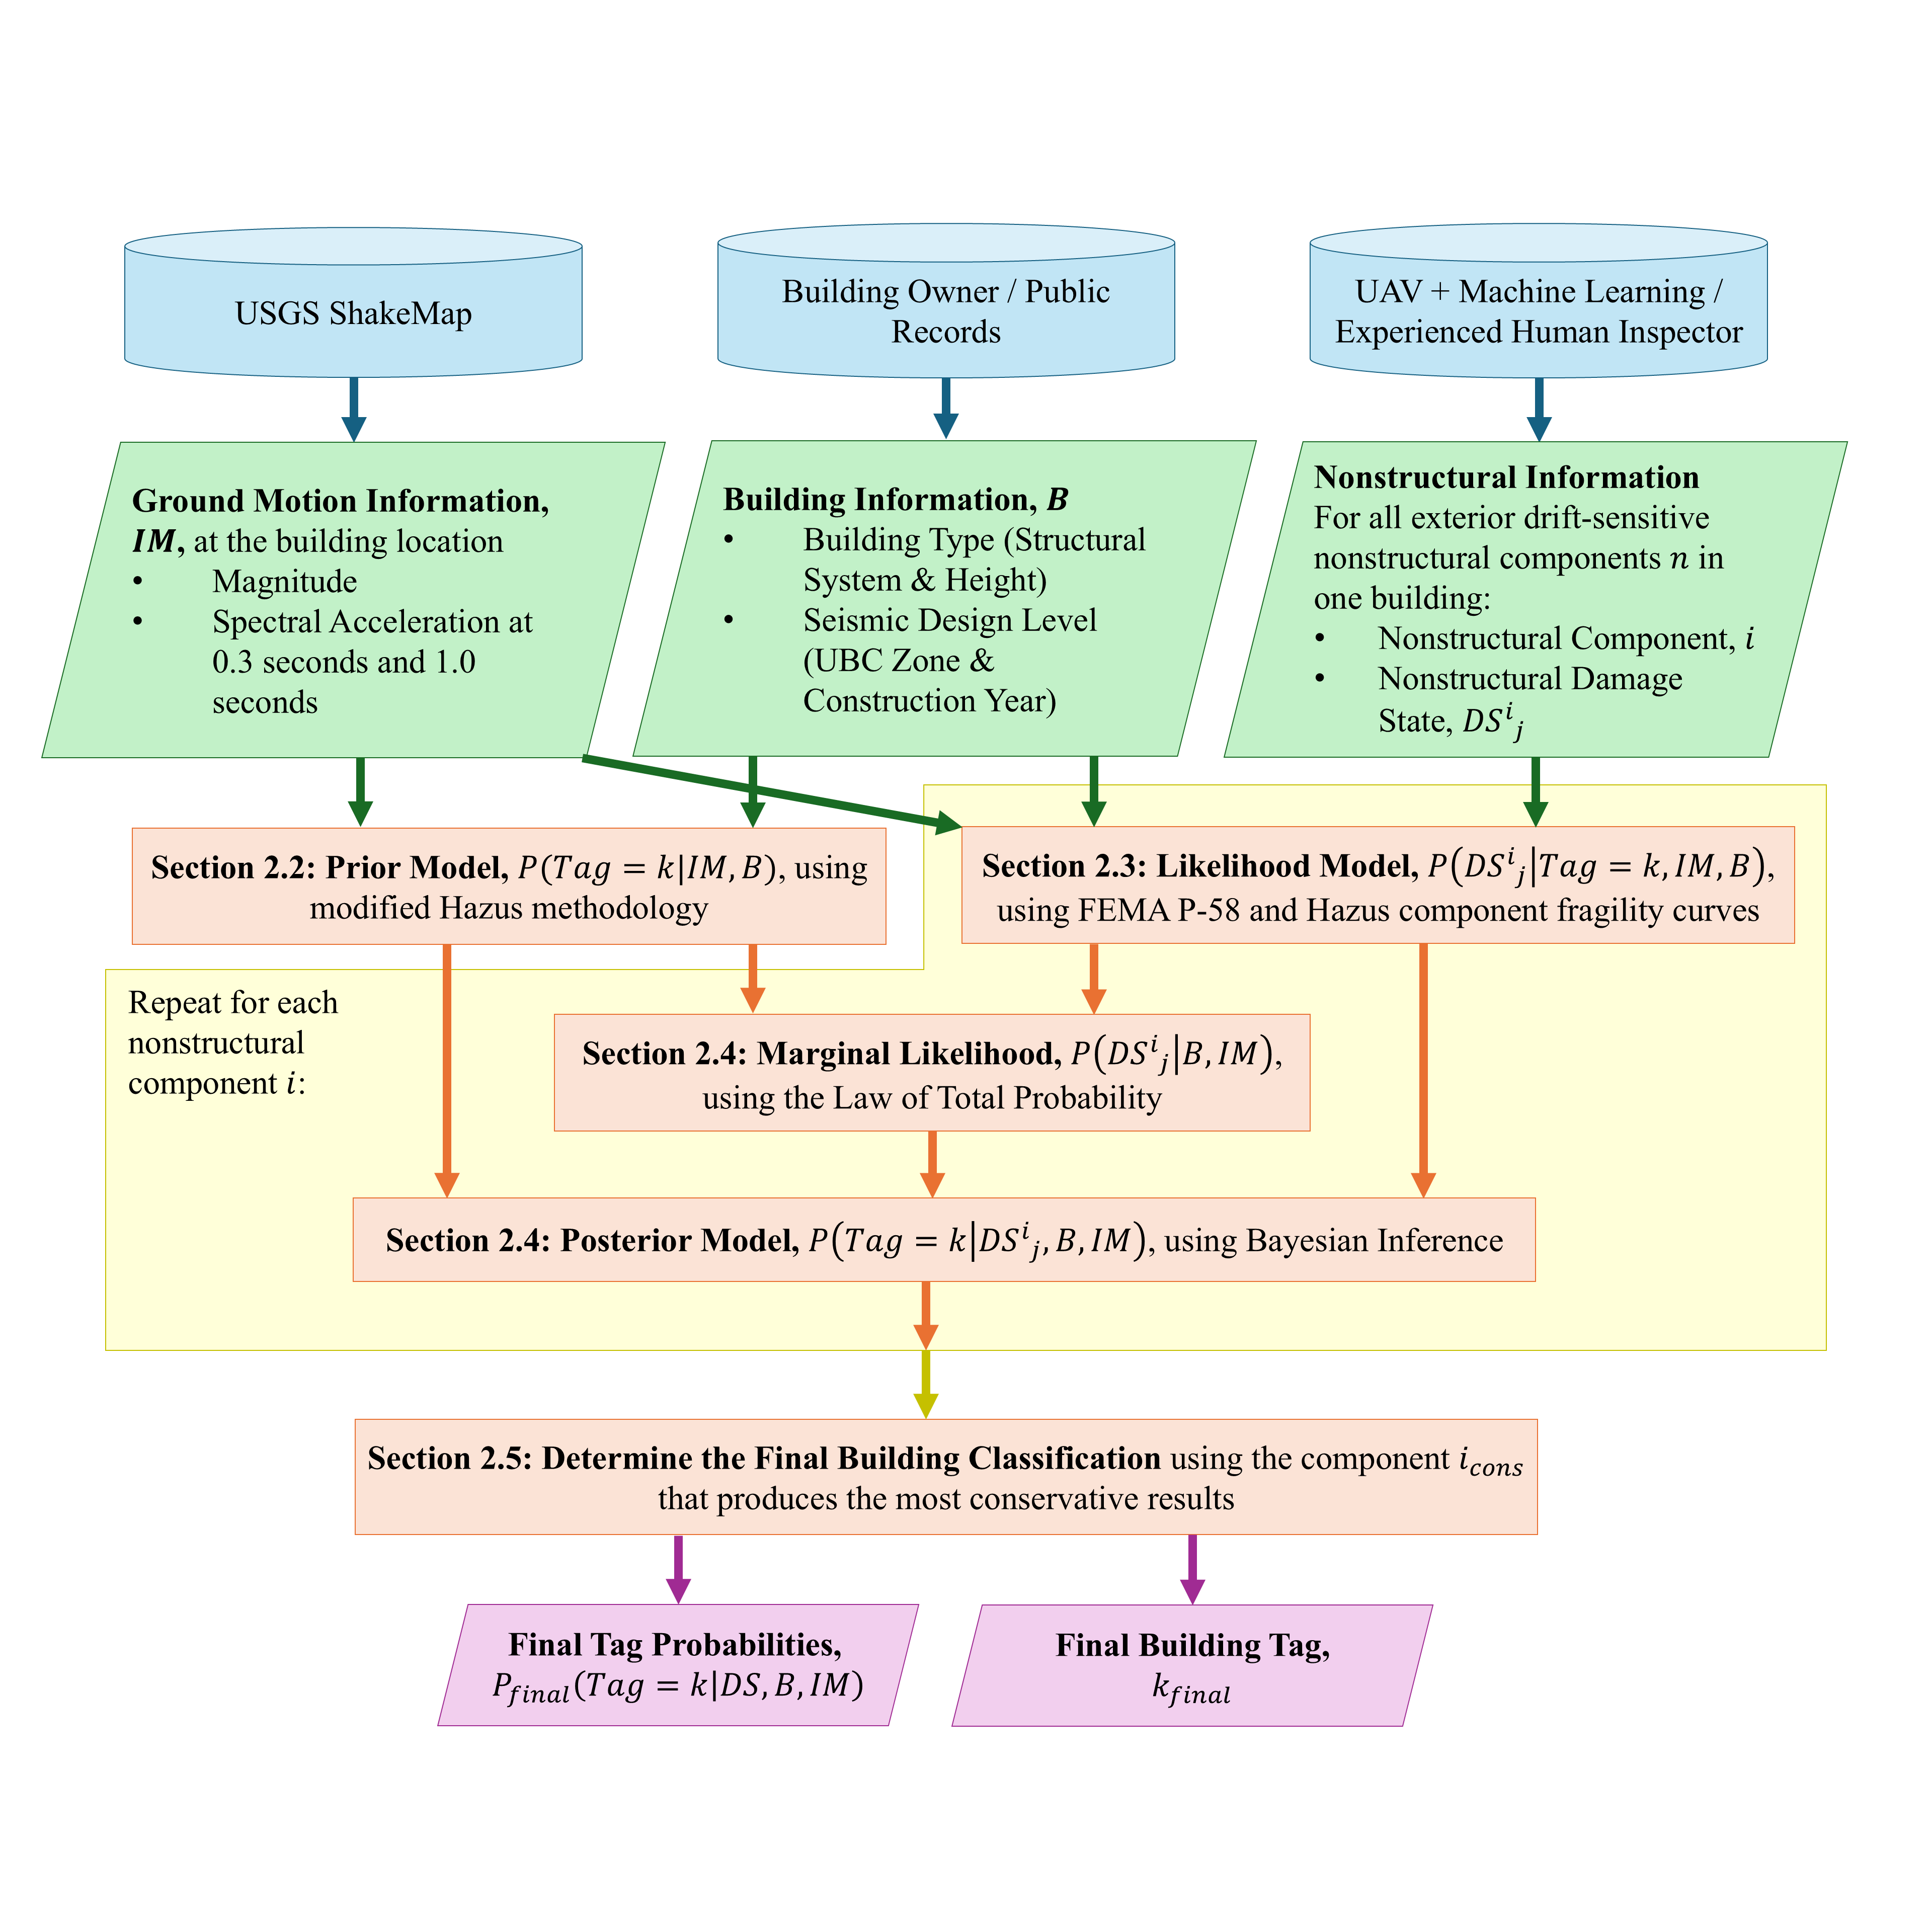 USGS ShakeMap
Building Owner / Public
Records
UAV + Machine Learning /
Experienced Human Inspector
Ground Motion Information,
IM, at the building location
• Magnitude
• Spectral Acceleration at
0.3 seconds and 1.0
seconds
Building Information, B
• Building Type (Structural
System & Height)
• Seismic Design Level
(UBC Zone &
Construction Year)
Nonstructural Information
For all exterior drift-sensitive
nonstructural components n in
one building:
• Nonstructural Component, i
• Nonstructural Damage
State, DS^i_j
Section 2.2: Prior Model, P(Tag = k|IM, B), using
modified Hazus methodology
Section 2.3: Likelihood Model, P(DS^i_j|Tag = k, IM, B),
using FEMA P-58 and Hazus component fragility curves
Repeat for each
nonstructural
component i:
Section 2.4: Marginal Likelihood, P(DS^i_j|B, IM),
using the Law of Total Probability
Section 2.4: Posterior Model, P(Tag = k|DS^i_j, B, IM), using Bayesian Inference
Section 2.5: Determine the Final Building Classification using the component i_cons
that produces the most conservative results
Final Tag Probabilities,
P_final(Tag = k|DS, B, IM)
Final Building Tag,
k_final